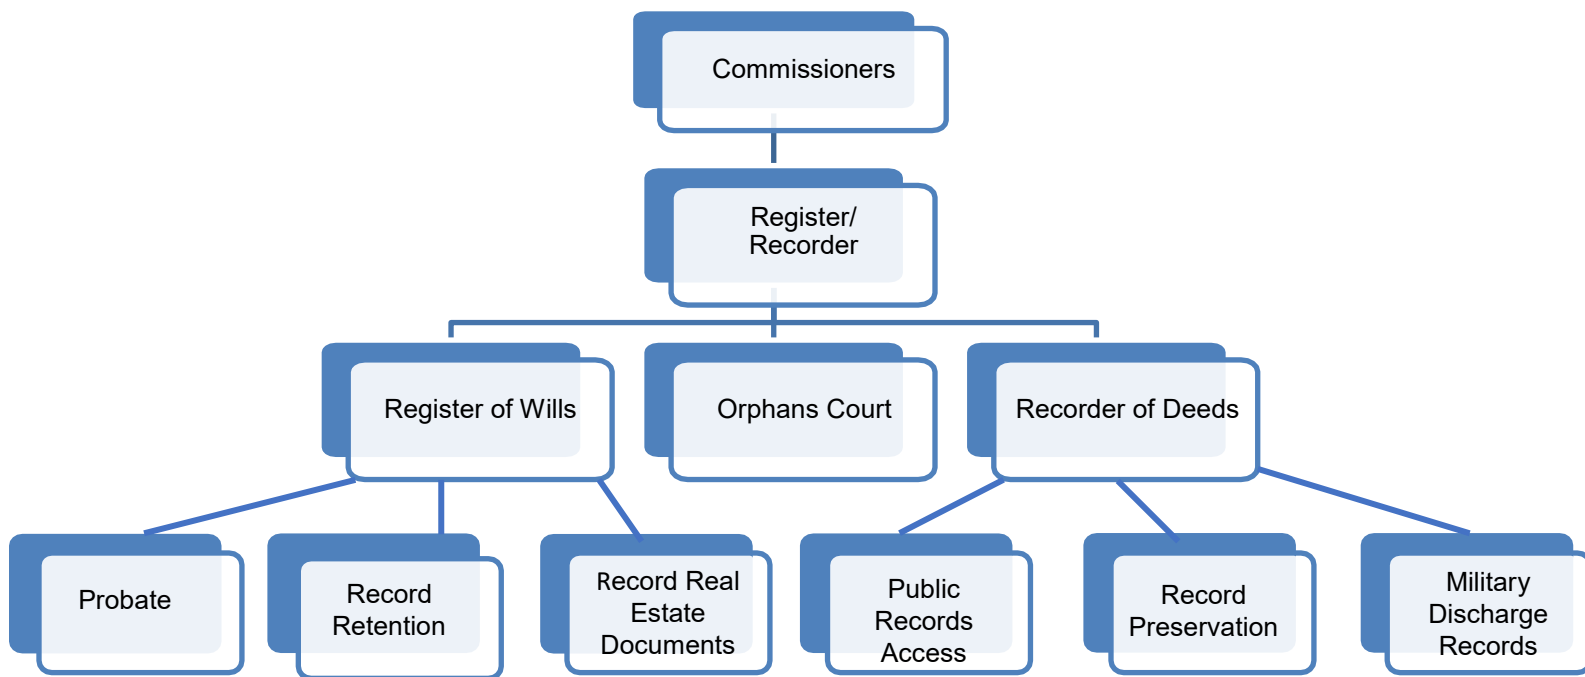 Commissioners
Register/
Recorder
Register of Wills
Orphans Court
Recorder of Deeds
Probate
Record
Retention
Record Real
Estate
Documents
Public
Records
Access
Record
Preservation
Military
Discharge
Records